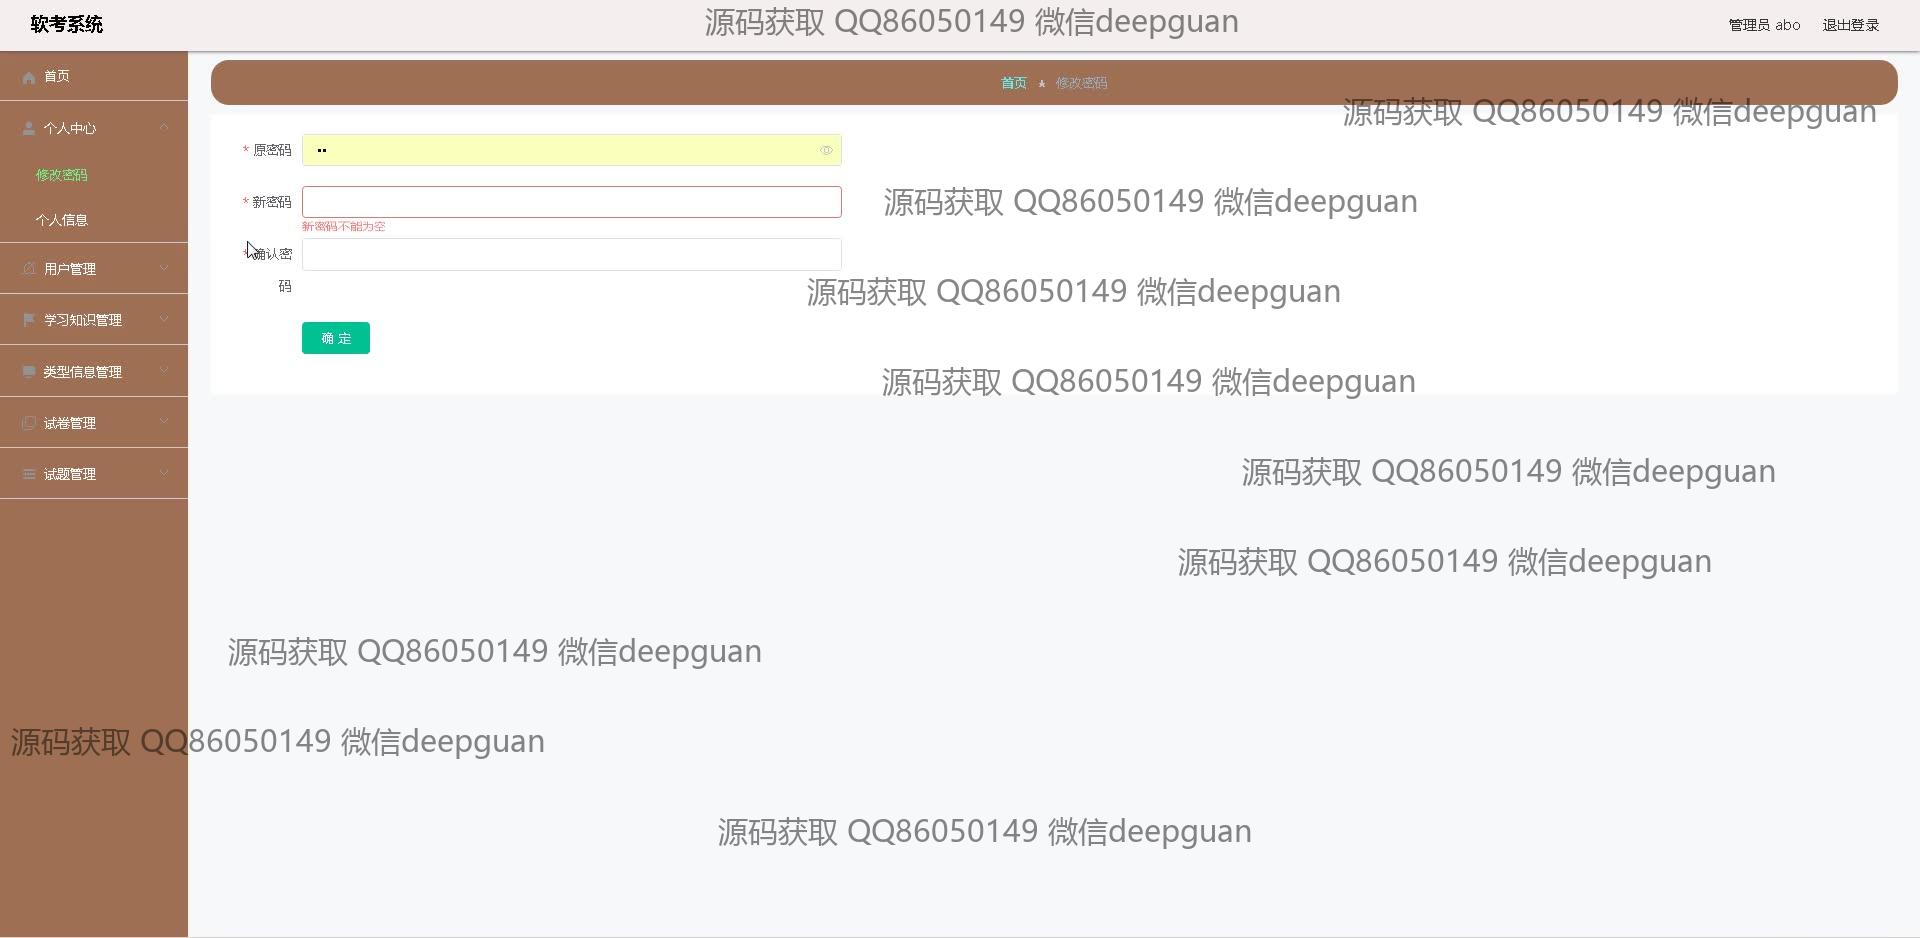 软考系统
源码获取 QQ86050149 微信deepguan
管理员 abo
退出登录
首页
首页
修改密码
源码获取 QQ86050149 微信deepguan
个人中心
* 原密码
修改密码
* 新密码
源码获取 QQ86050149 微信deepguan
个人信息
新密码不能为空
* 确认密
码
用户管理
源码获取 QQ86050149 微信deepguan
学习知识管理
确 定
类型信息管理
源码获取 QQ86050149 微信deepguan
试卷管理
试题管理
源码获取 QQ86050149 微信deepguan
源码获取 QQ86050149 微信deepguan
源码获取 QQ86050149 微信deepguan
源码获取 QQ86050149 微信deepguan
源码获取 QQ86050149 微信deepguan